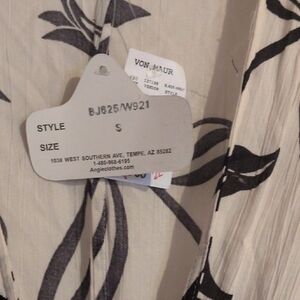 VON MAUR
STYLE BJ625/W921
SIZE S
1038 WEST SOUTHERN AVE, TEMPE, AZ 85282
1-480-968-6195
Angieclothes.com